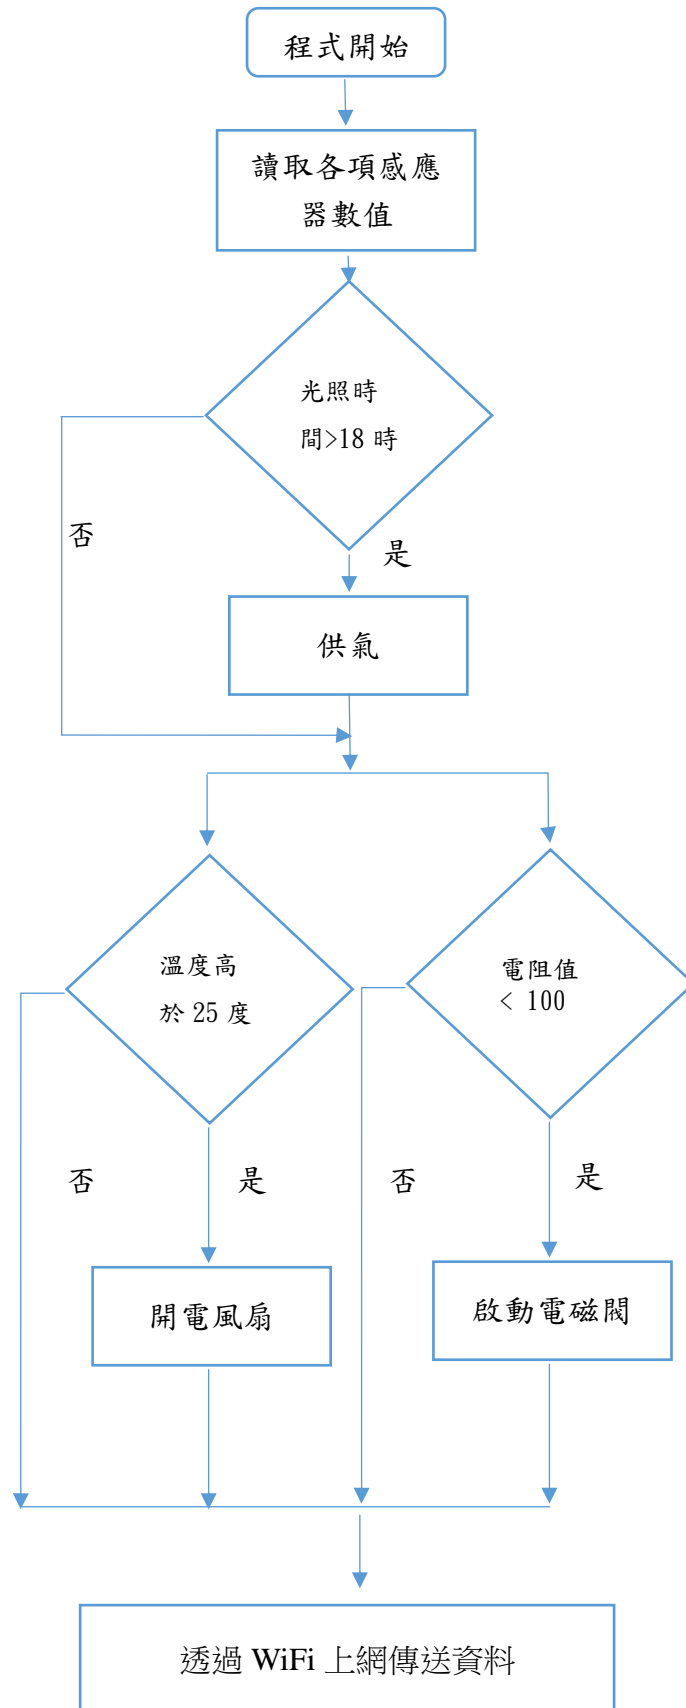 程式開始
讀取各項感應
器數值
光照時
間>18 時
否
是
供氣
溫度高
於 25 度
電阻值
< 100
否
是
否
是
開電風扇
啟動電磁閥
透過 WiFi 上網傳送資料